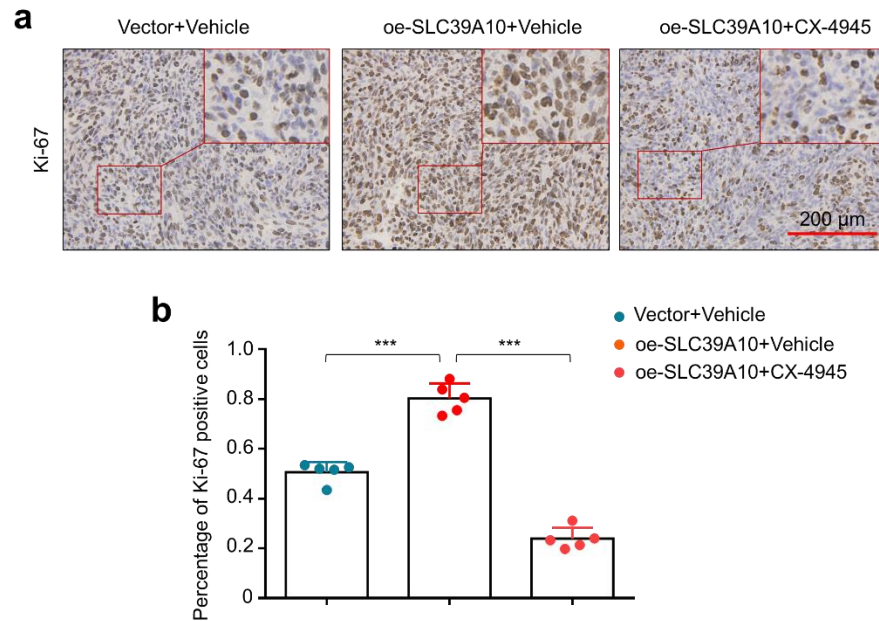 a
Vector+Vehicle
oe-SLC39A10+Vehicle
oe-SLC39A10+CX-4945
Ki-67
200 µm
b
Vector+Vehicle
oe-SLC39A10+Vehicle
oe-SLC39A10+CX-4945
Percentage of Ki-67 positive cells
1.0
0.8
0.6
0.4
0.2
0
***
***